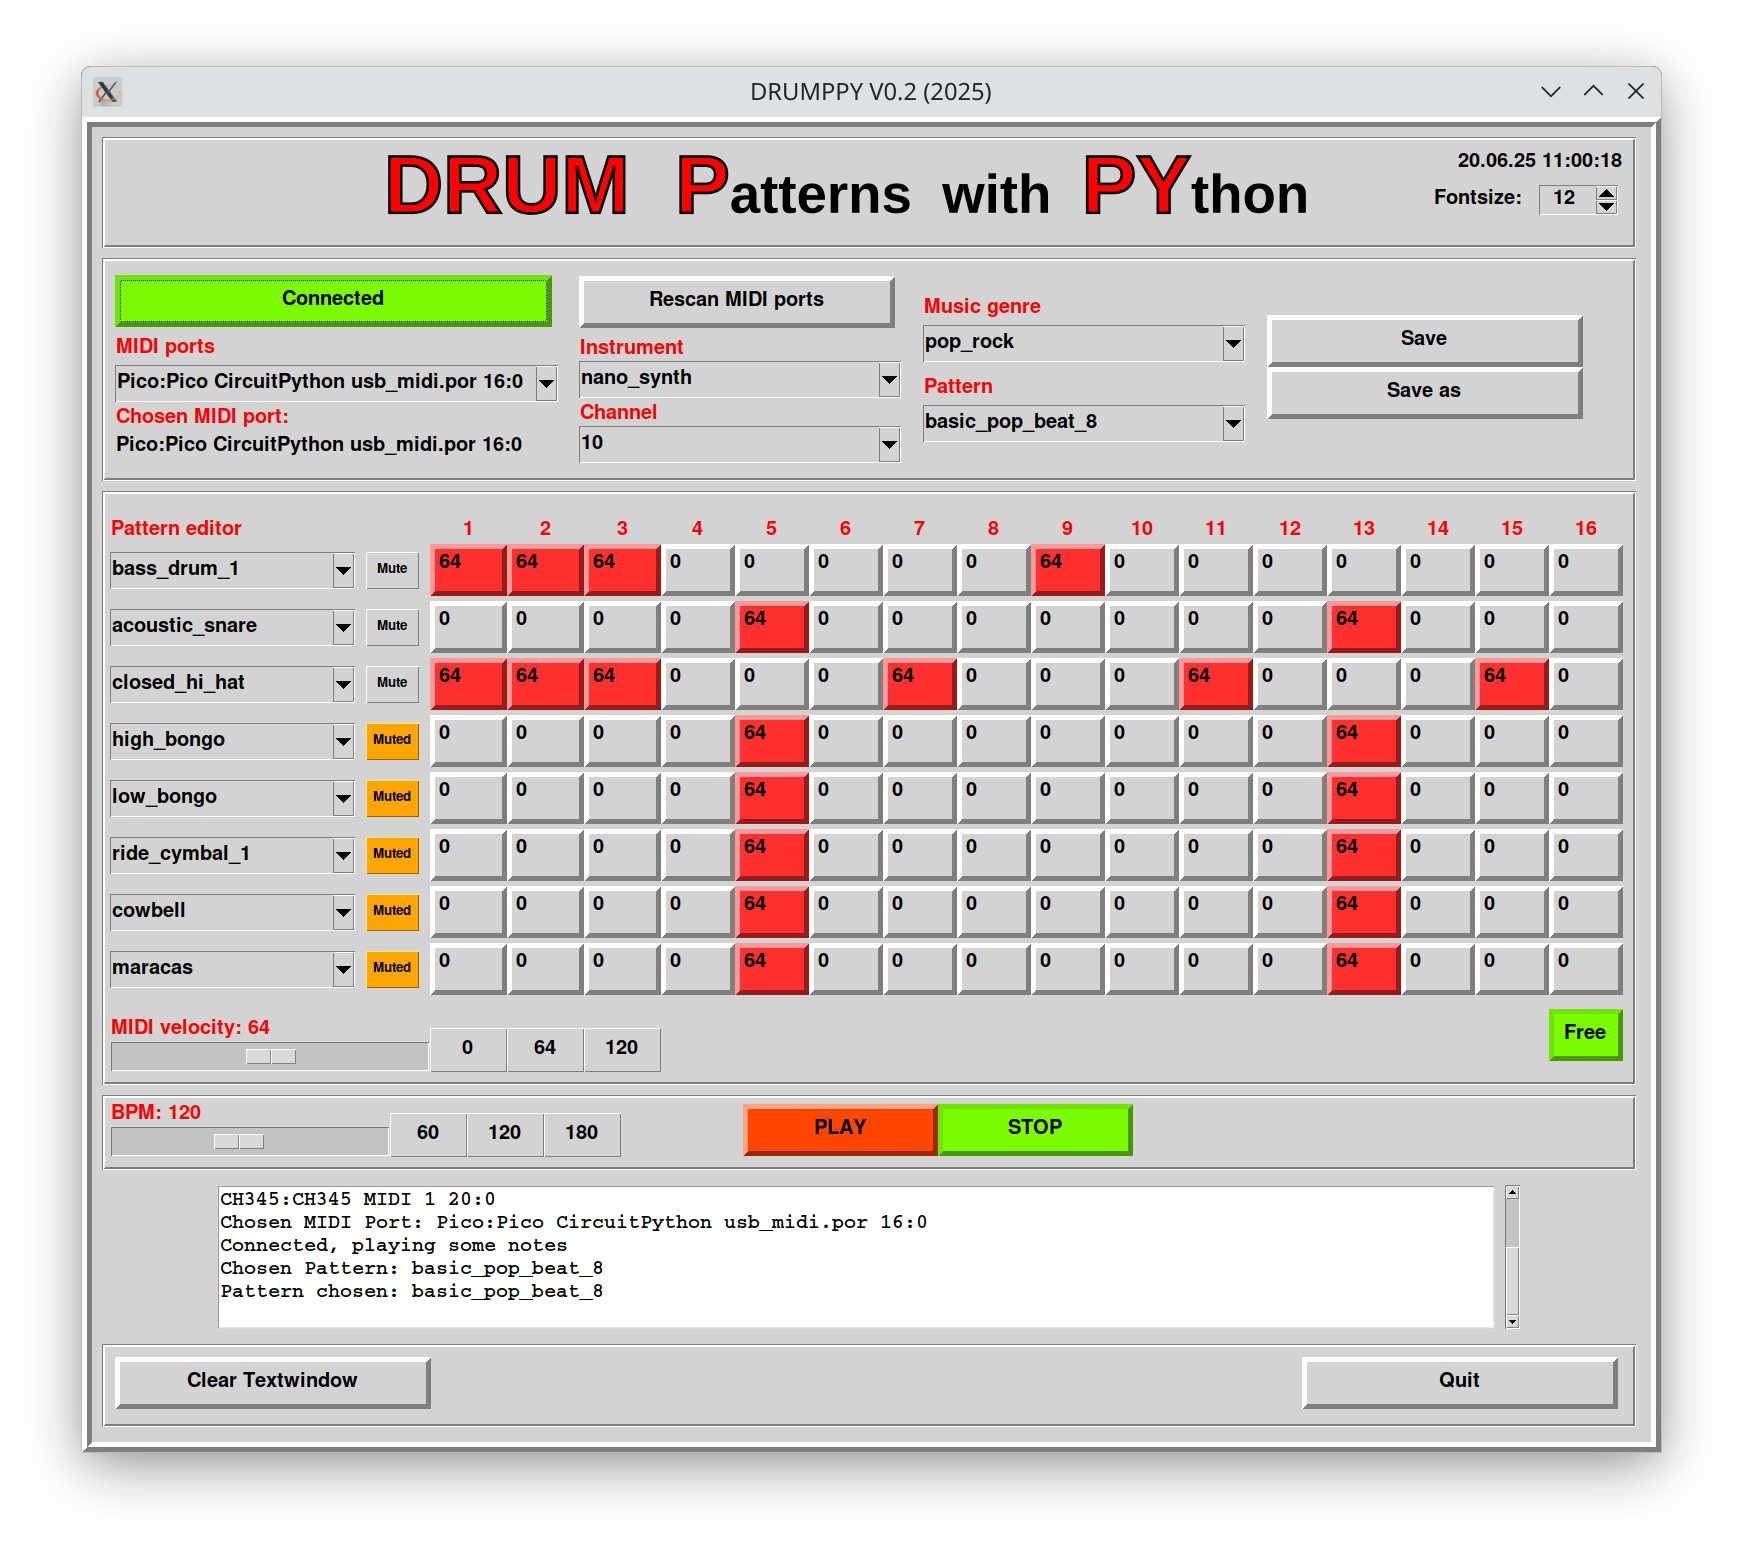 DRUMPPY V0.2 (2025)
DRUM Patterns with PYthon
20.06.25 11:00:18
Fontsize: 12
Connected
Rescan MIDI ports
MIDI ports
Pico:Pico CircuitPython usb_midi.por 16:0
Chosen MIDI port:
Pico:Pico CircuitPython usb_midi.por 16:0
Instrument
nano_synth
Channel
10
Music genre
pop_rock
Pattern
basic_pop_beat_8
Save
Save as
Pattern editor 1 2 3 4 5 6 7 8 9 10 11 12 13 14 15 16
bass_drum_1 Mute 64 64 64 0 0 0 0 0 64 0 0 0 0 0 0 0
acoustic_snare Mute 0 0 0 0 64 0 0 0 0 0 0 0 64 0 0 0
closed_hi_hat Mute 64 64 64 0 0 0 64 0 0 0 64 0 0 0 64 0
high_bongo Muted 0 0 0 0 64 0 0 0 0 0 0 0 64 0 0 0
low_bongo Muted 0 0 0 0 64 0 0 0 0 0 0 0 64 0 0 0
ride_cymbal_1 Muted 0 0 0 0 64 0 0 0 0 0 0 0 64 0 0 0
cowbell Muted 0 0 0 0 64 0 0 0 0 0 0 0 64 0 0 0
maracas Muted 0 0 0 0 64 0 0 0 0 0 0 0 64 0 0 0
MIDI velocity: 64
0 64 120
Free
BPM: 120
60 120 180
PLAY STOP
CH345:CH345 MIDI 1 20:0
Chosen MIDI Port: Pico:Pico CircuitPython usb_midi.por 16:0
Connected, playing some notes
Chosen Pattern: basic_pop_beat_8
Pattern chosen: basic_pop_beat_8
Clear Textwindow
Quit